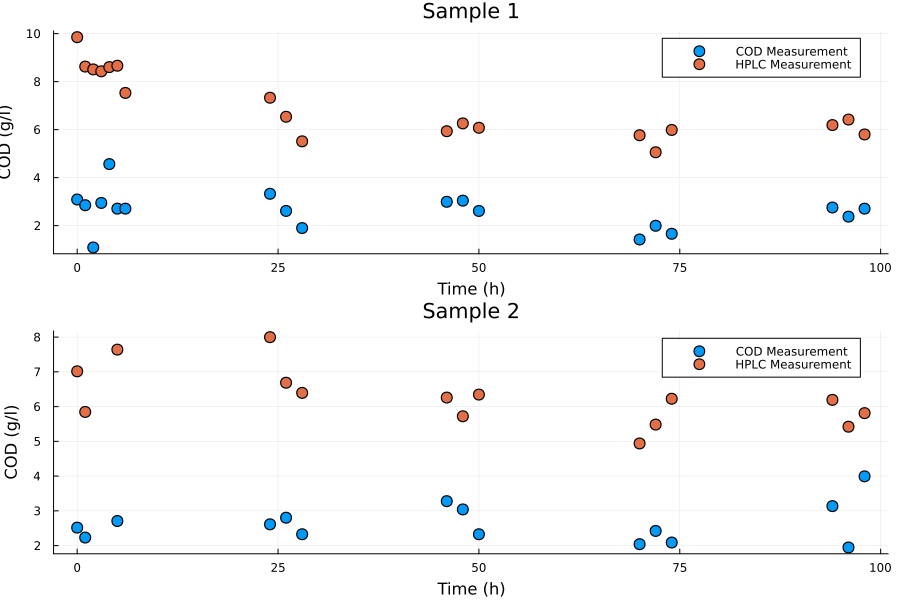 Sample 1
COD (g/l)
10
8
6
4
2
COD Measurement
HPLC Measurement
0 25 50 75 100
Time (h)
Sample 2
COD (g/l)
8
7
6
5
4
3
2
COD Measurement
HPLC Measurement
0 25 50 75 100
Time (h)